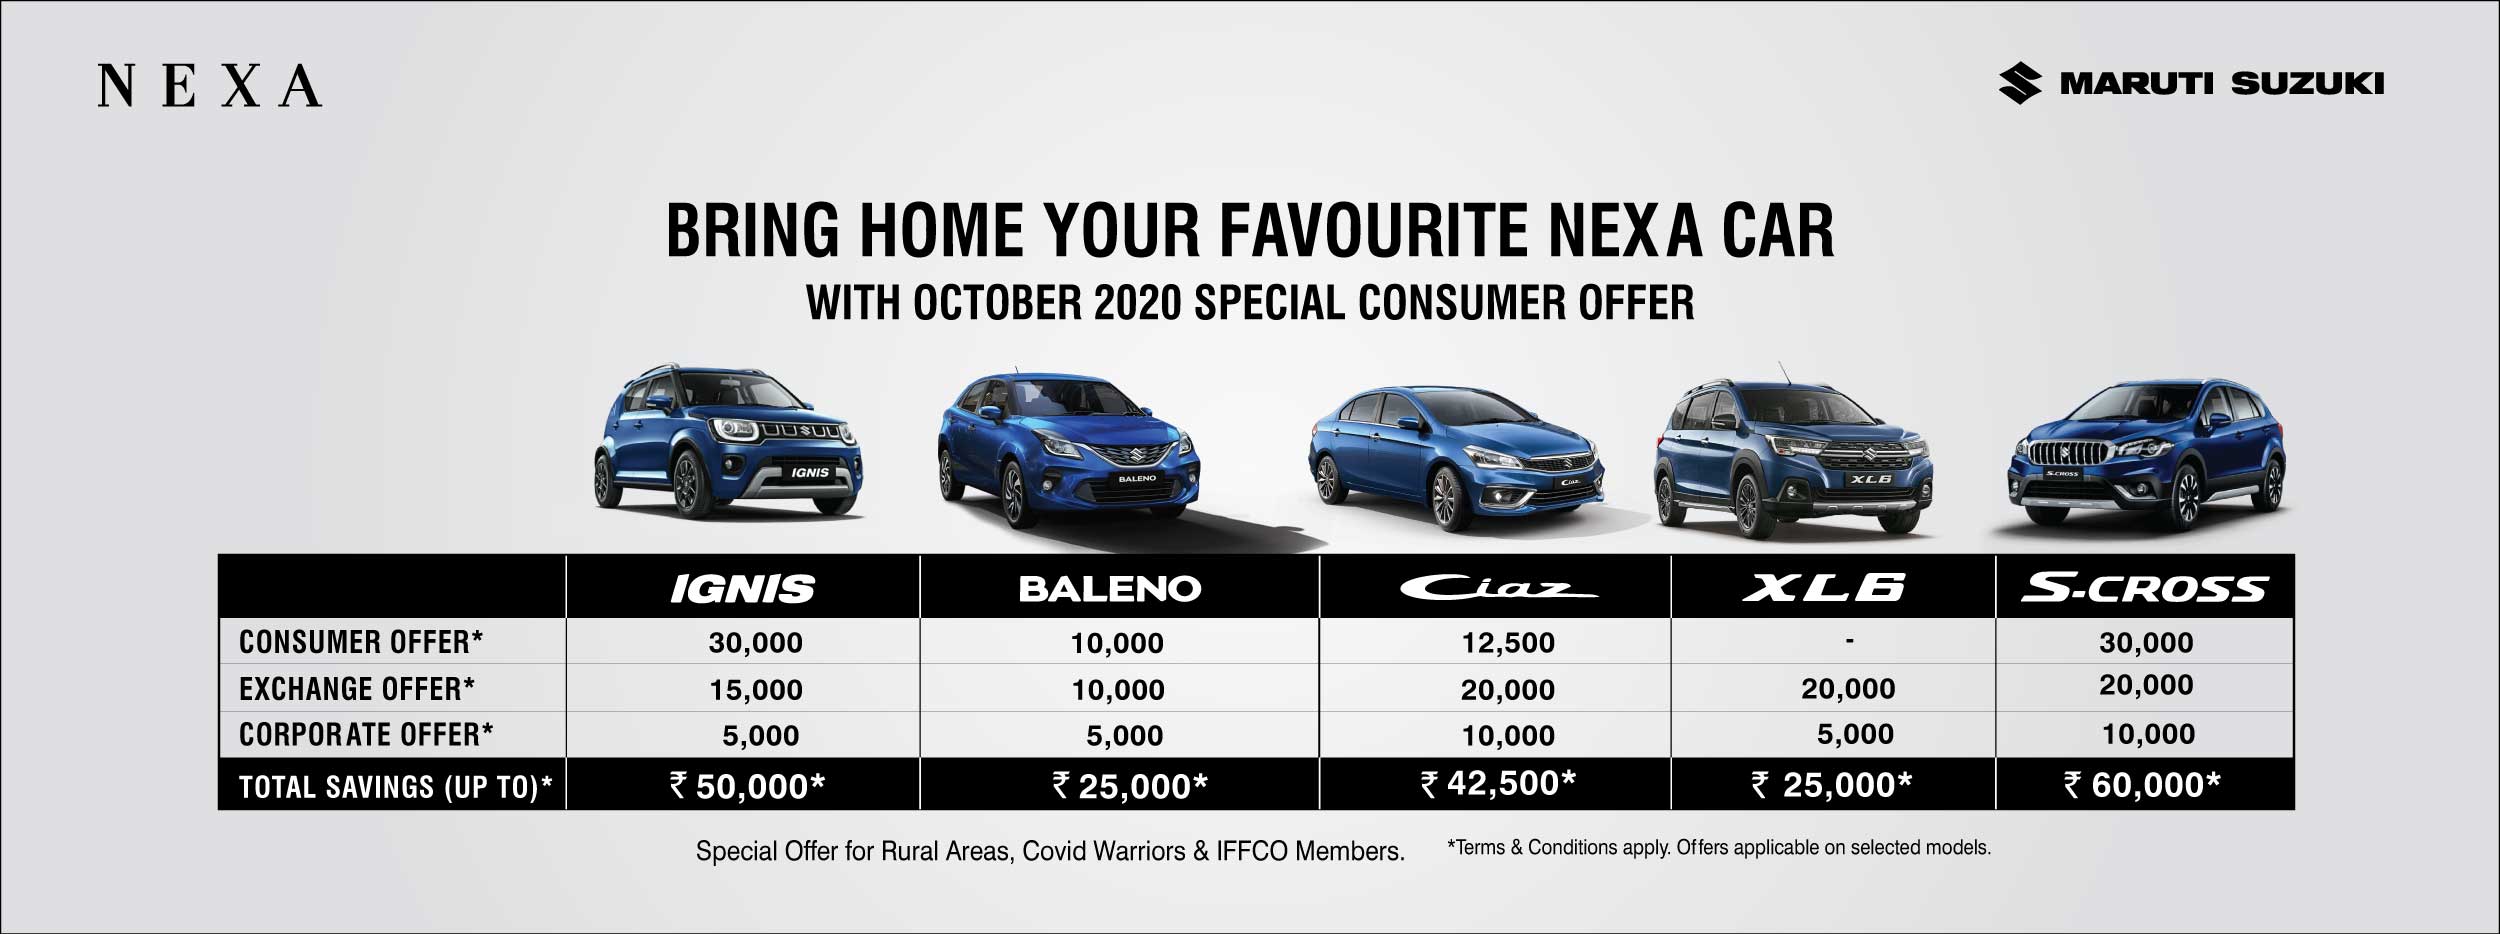 NEXA
MARUTI SUZUKI
BRING HOME YOUR FAVOURITE NEXA CAR
WITH OCTOBER 2020 SPECIAL CONSUMER OFFER
IGNIS BALENO Ciaz XL6 S-CROSS
IGNIS BALENO Ciaz XL6 S-CROSS
CONSUMER OFFER* 30,000 10,000 12,500 - 30,000
EXCHANGE OFFER* 15,000 10,000 20,000 20,000 20,000
CORPORATE OFFER* 5,000 5,000 10,000 5,000 10,000
TOTAL SAVINGS (UP TO)* ₹ 50,000* ₹ 25,000* ₹ 42,500* ₹ 25,000* ₹ 60,000*
Special Offer for Rural Areas, Covid Warriors & IFFCO Members.
*Terms & Conditions apply. Offers applicable on selected models.